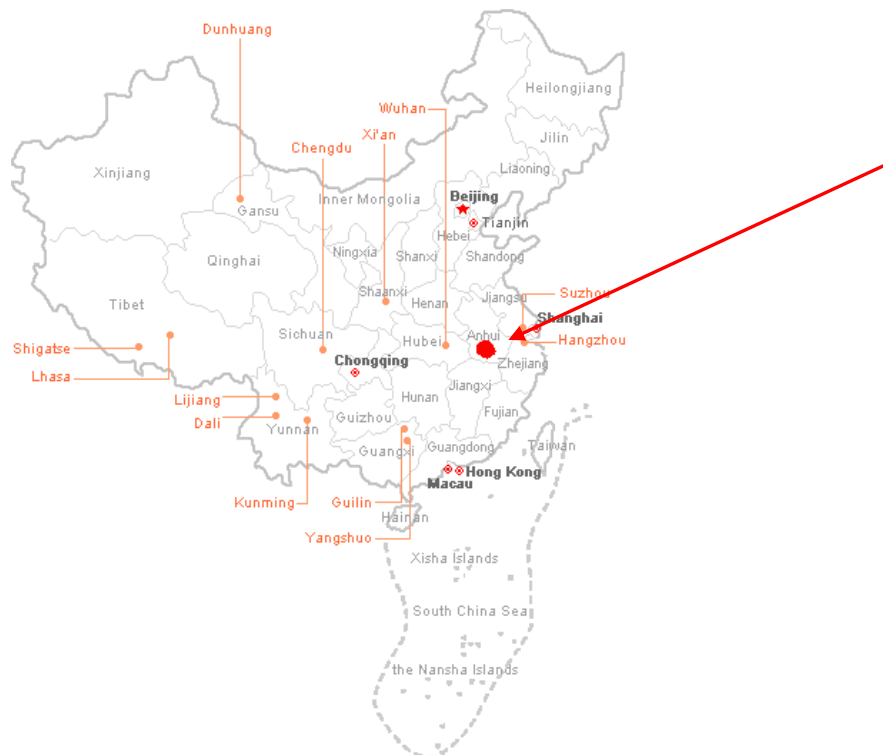 Dunhuang
Heilongjiang
Wuhan
Xi'an
Jilin
Chengdu
Liaoning
Xinjiang
Inner Mongolia
Beijing
Gansu
Tianjin
Hebei
Ningxia
Shanxi
Shandong
Qinghai
Shaanxi
Jiangsu
Suzhou
Tibet
Henan
Shanghai
Sichuan
Hubei
Anhui
Hangzhou
Shigatse
Chongqing
Zhejiang
Lhasa
Jiangxi
Lijiang
Hunan
Dali
Guizhou
Fujian
Yunnan
Guangxi
Guangdong
Taiwan
Hong Kong
Macau
Kunming
Guilin
Hainan
Yangshuo
Xisha Islands
South China Sea
the Nansha Islands